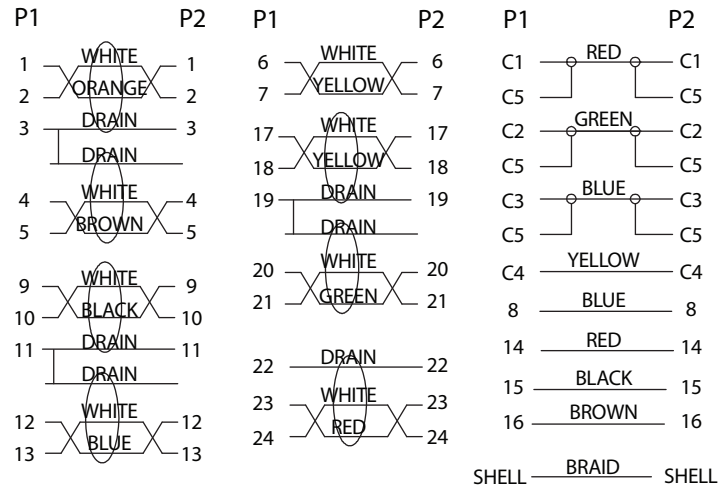 P1 P2
1 WHITE 1
2 ORANGE 2
3 DRAIN 3
DRAIN
4 WHITE 4
5 BROWN 5
9 WHITE 9
10 BLACK 10
11 DRAIN 11
DRAIN
12 WHITE 12
13 BLUE 13
P1 P2
6 WHITE 6
7 YELLOW 7
17 WHITE 17
18 YELLOW 18
19 DRAIN 19
DRAIN
20 WHITE 20
21 GREEN 21
22 DRAIN 22
23 WHITE 23
24 RED 24
P1 P2
C1 RED C1
C5 C5
C2 GREEN C2
C5 C5
C3 BLUE C3
C5 C5
C4 YELLOW C4
8 BLUE 8
14 RED 14
15 BLACK 15
16 BROWN 16
SHELL BRAID SHELL